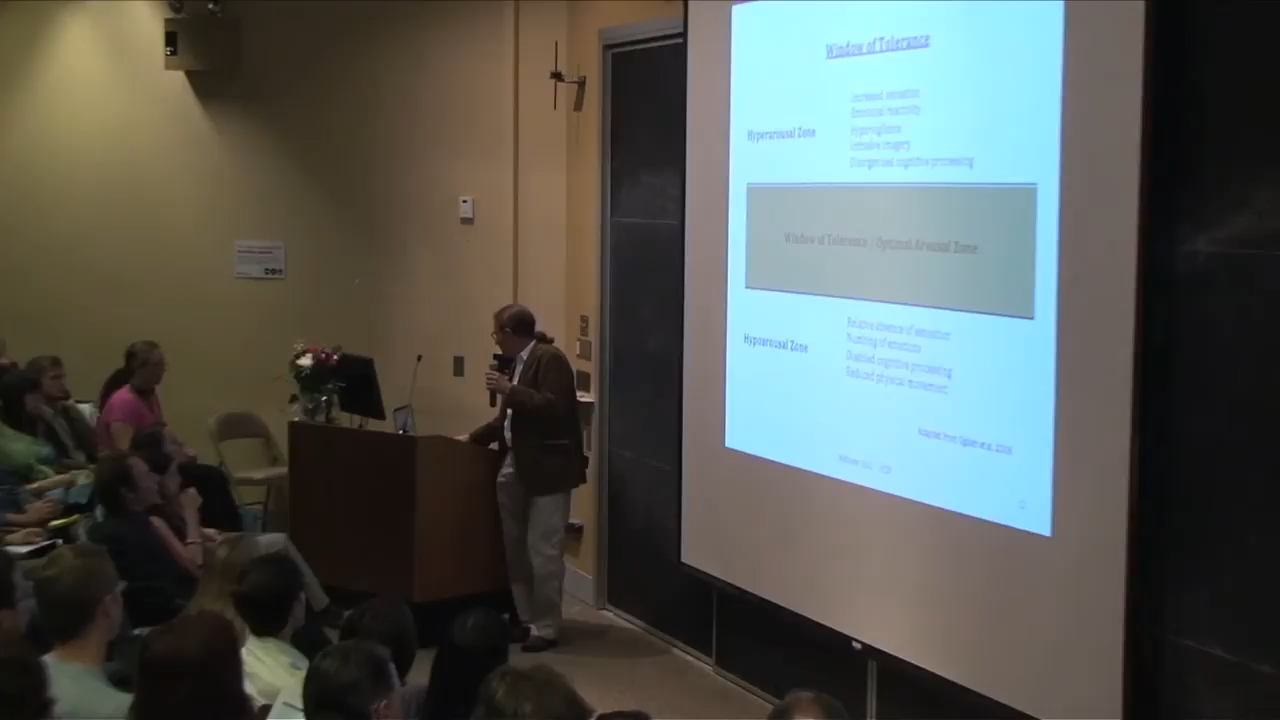 Window of Tolerance
Increased sensation
Emotional reactivity
Hyperarousal Zone
Hypervigilance
Intrusive imagery
Disorganized cognitive processing
Window of Tolerance / Optimal Arousal Zone
Relative absence of sensation
Numbing of emotions
Hypoarousal Zone
Disabled cognitive processing
Reduced physical movement
Adapted from Ogden et al. 2006